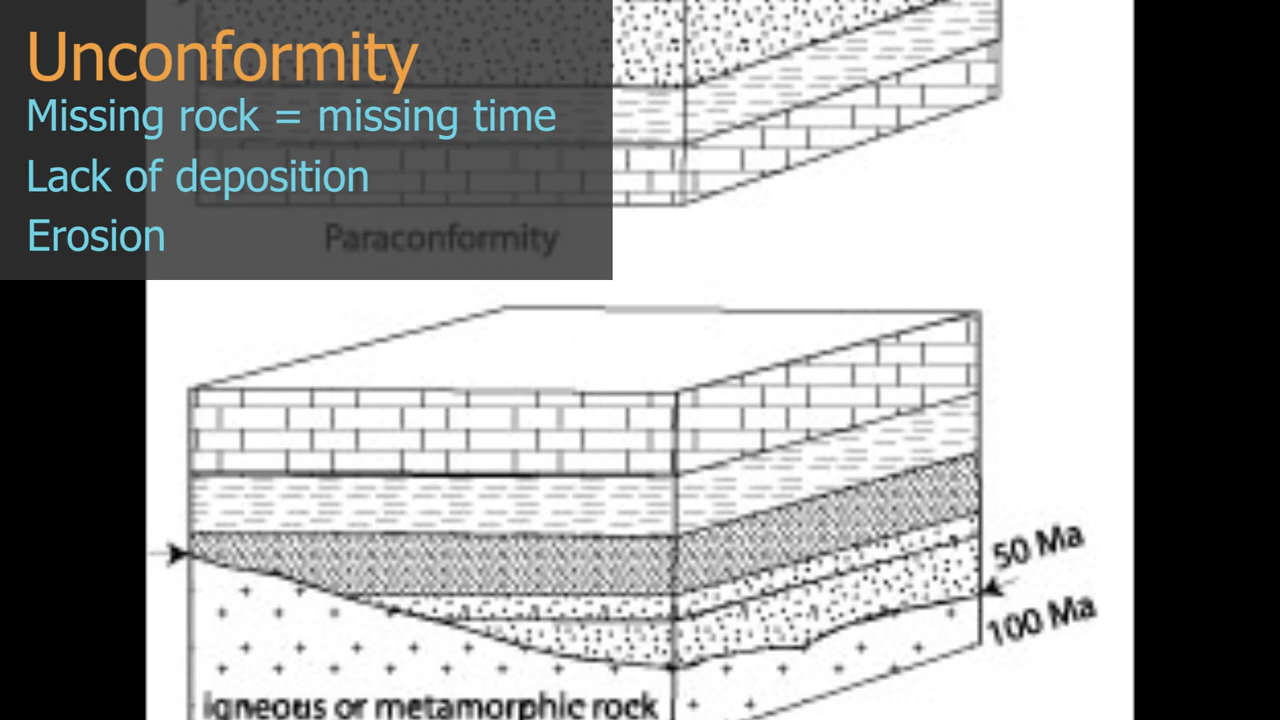 Unconformity
Missing rock = missing time
Lack of deposition
Erosion
Paraconformity
50 Ma
100 Ma
igneous or metamorphic rock